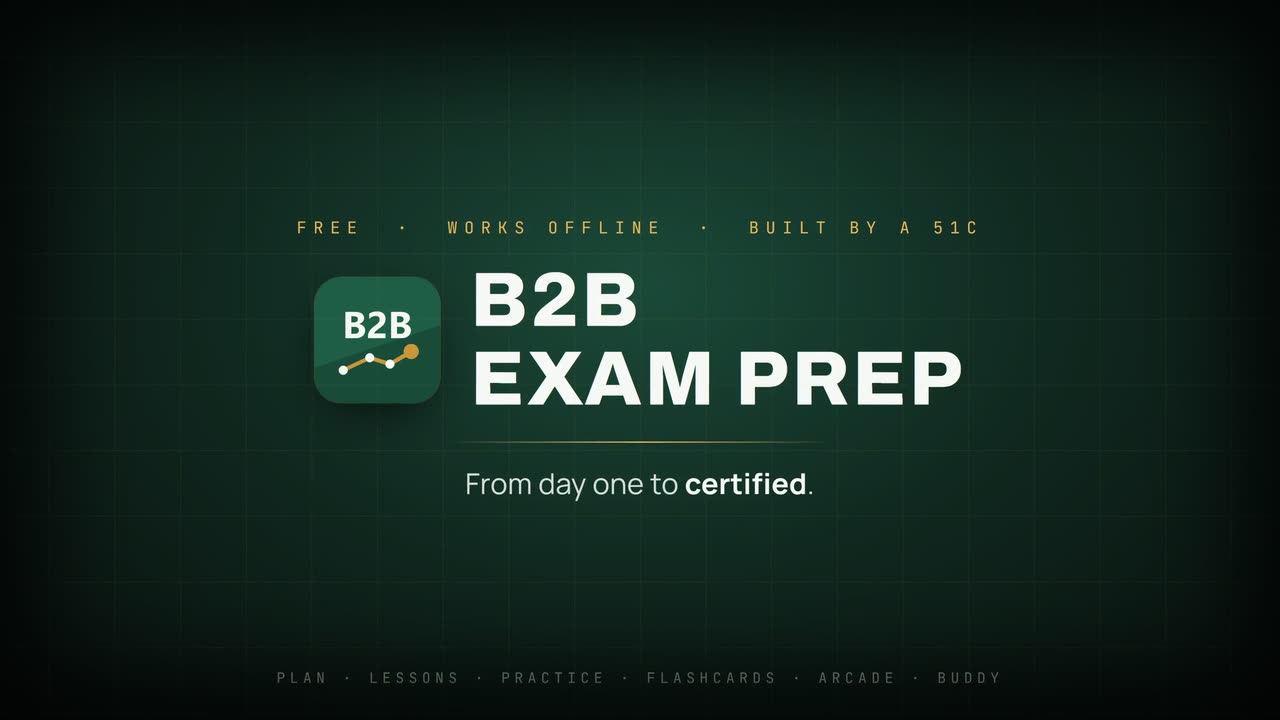 FREE · WORKS OFFLINE · BUILT BY A 51C
B2B
B2B
EXAM PREP
From day one to certified.
PLAN · LESSONS · PRACTICE · FLASHCARDS · ARCADE · BUDDY